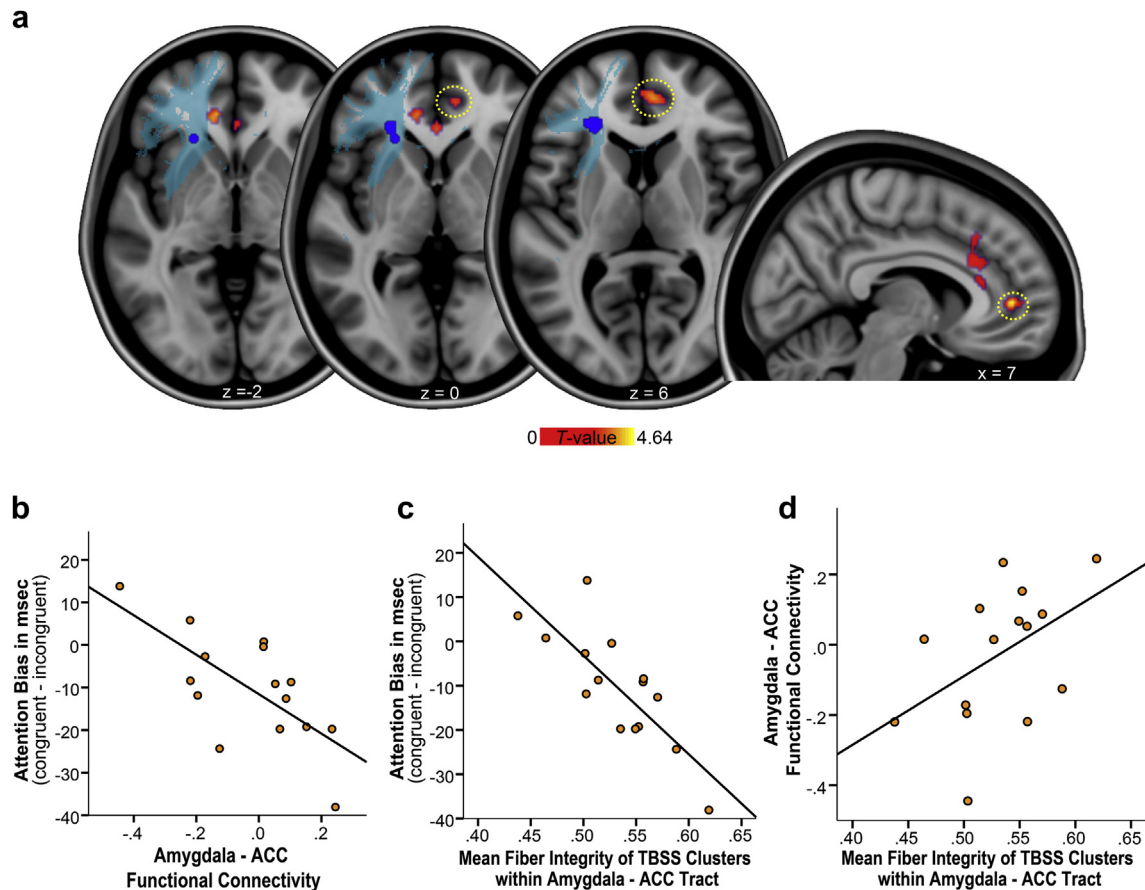 a
z =-2
z = 0
z = 6
x = 7
0 T-value 4.64
b
Attention Bias in msec
(congruent - incongruent)
20
10
0
-10
-20
-30
-40
-.4
-.2
.0
.2
Amygdala - ACC
Functional Connectivity
c
Attention Bias in msec
(congruent - incongruent)
20
10
0
-10
-20
-30
-40
.40
.45
.50
.55
.60
.65
Mean Fiber Integrity of TBSS Clusters
within Amygdala - ACC Tract
d
Amygdala - ACC
Functional Connectivity
.2
.0
-.2
-.4
.40
.45
.50
.55
.60
.65
Mean Fiber Integrity of TBSS Clusters
within Amygdala - ACC Tract